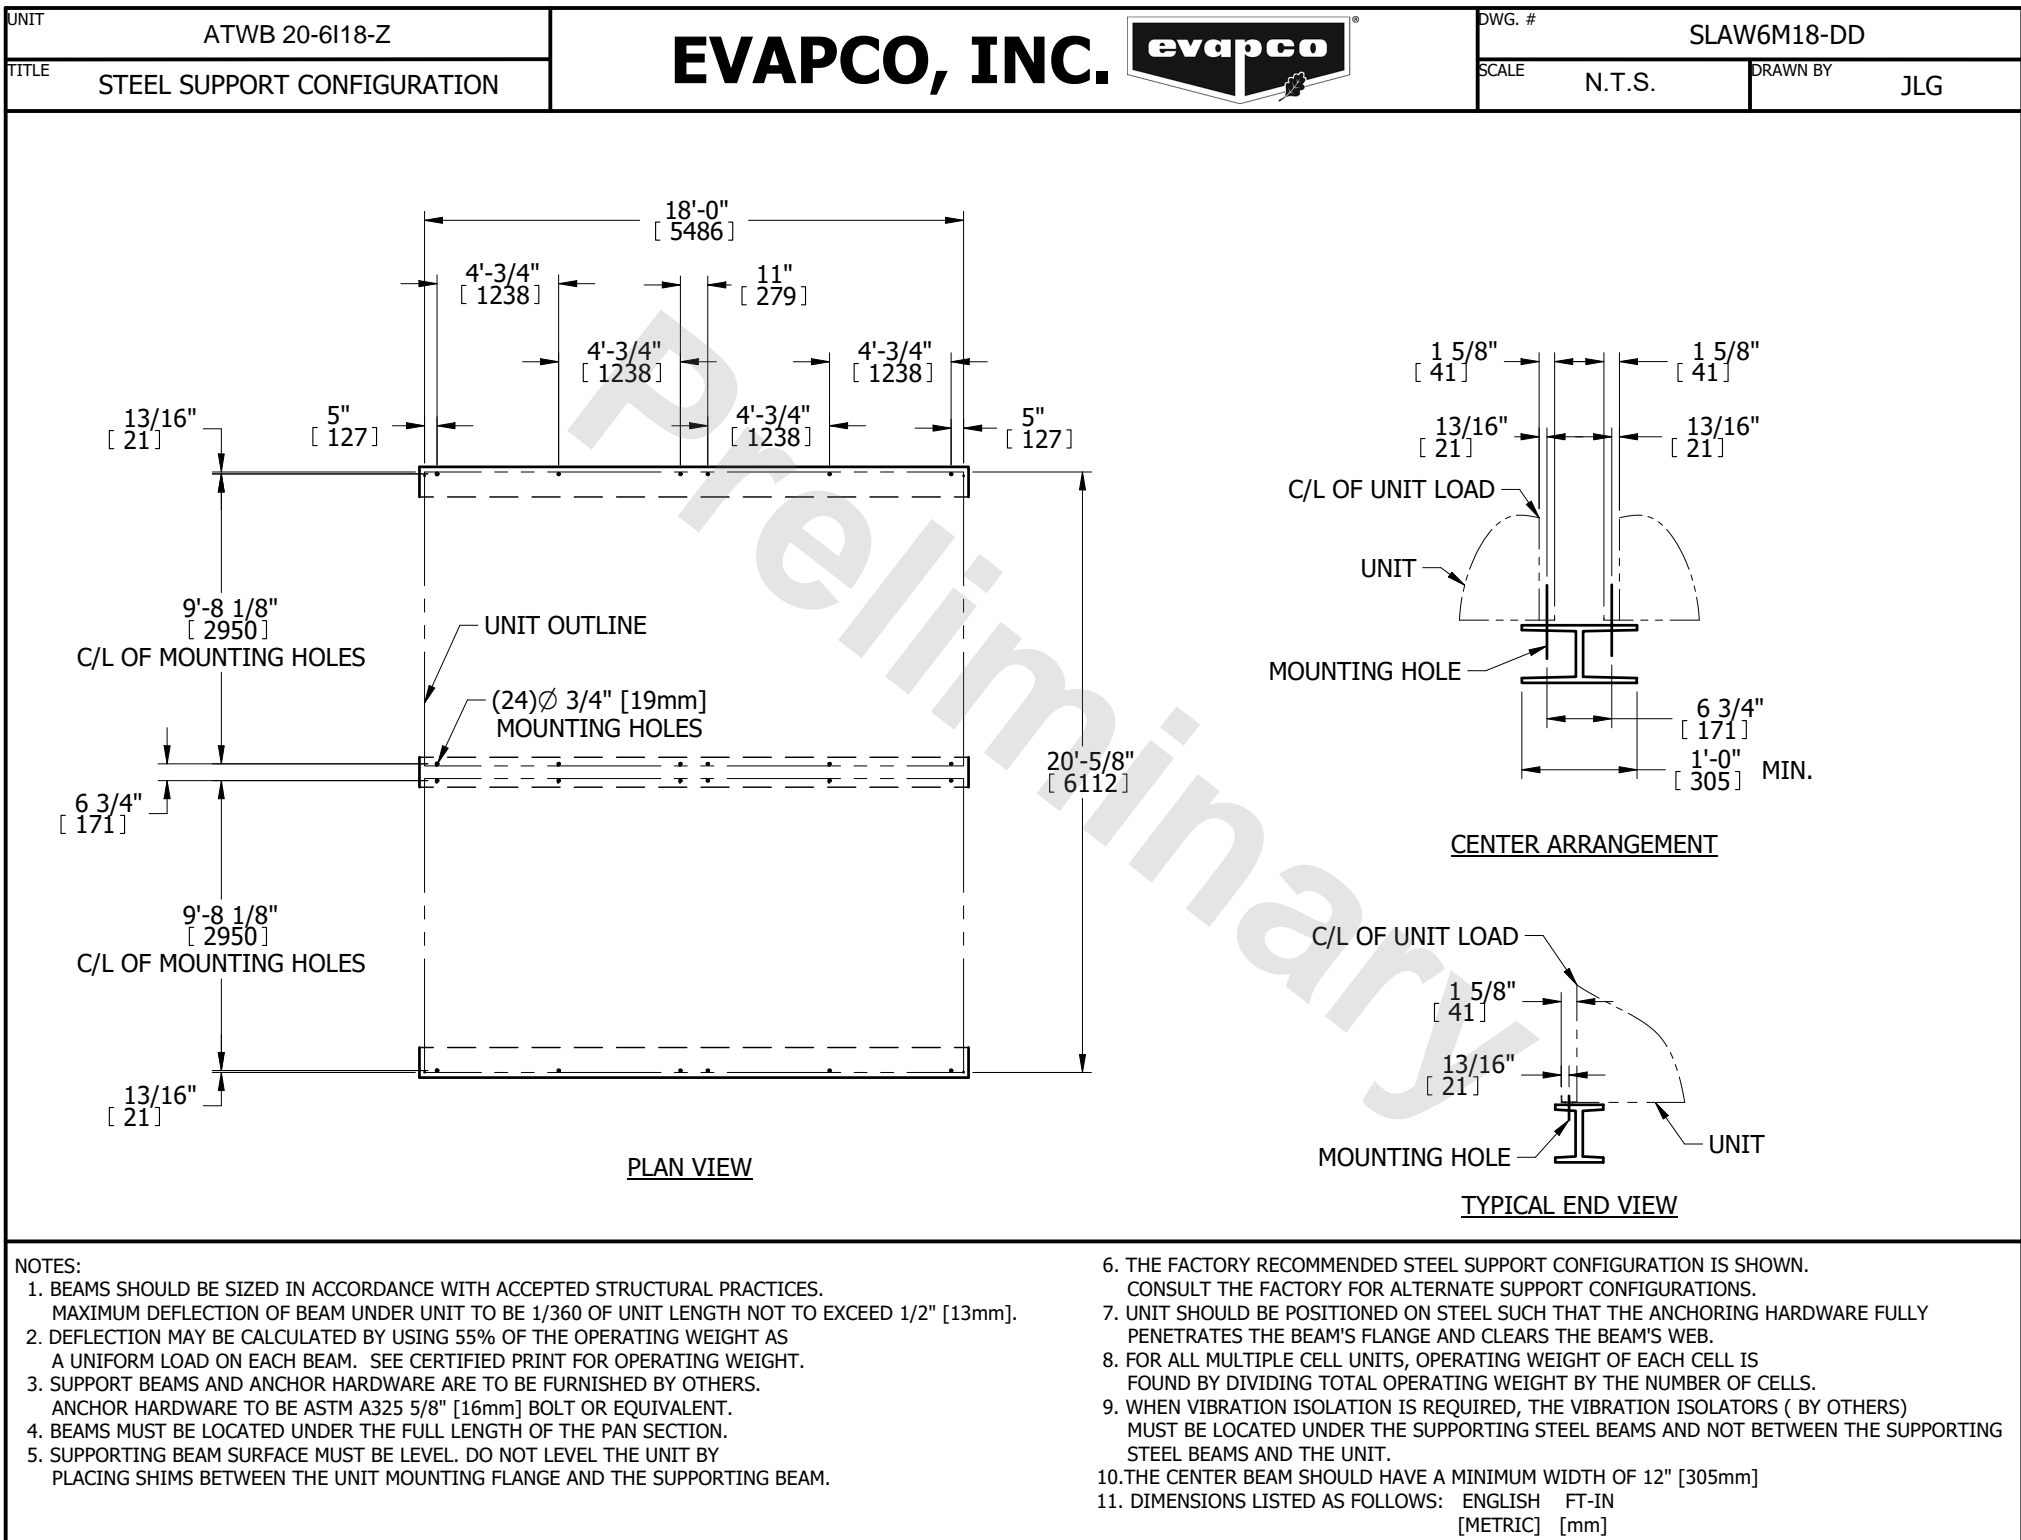 UNIT
ATWB 20-6I18-Z
TITLE
STEEL SUPPORT CONFIGURATION
EVAPCO, INC.
evapco®
DWG. #
SLAW6M18-DD
SCALE
N.T.S.
DRAWN BY
JLG
18'-0"
[ 5486 ]
4'-3/4"
[ 1238 ]
11"
[ 279 ]
4'-3/4"
[ 1238 ]
4'-3/4"
[ 1238 ]
13/16"
[ 21 ]
5"
[ 127 ]
4'-3/4"
[ 1238 ]
5"
[ 127 ]
9'-8 1/8"
[ 2950 ]
C/L OF MOUNTING HOLES
UNIT OUTLINE
(24)∅ 3/4" [19mm]
MOUNTING HOLES
6 3/4"
[ 171 ]
20'-5/8"
[ 6112 ]
9'-8 1/8"
[ 2950 ]
C/L OF MOUNTING HOLES
13/16"
[ 21 ]
PLAN VIEW
Preliminary
1 5/8"
[ 41 ]
1 5/8"
[ 41 ]
13/16"
[ 21 ]
13/16"
[ 21 ]
C/L OF UNIT LOAD
UNIT
MOUNTING HOLE
6 3/4"
[ 171 ]
1'-0"
[ 305 ] MIN.
CENTER ARRANGEMENT
C/L OF UNIT LOAD
1 5/8"
[ 41 ]
13/16"
[ 21 ]
MOUNTING HOLE
UNIT
TYPICAL END VIEW
NOTES:
1. BEAMS SHOULD BE SIZED IN ACCORDANCE WITH ACCEPTED STRUCTURAL PRACTICES.
MAXIMUM DEFLECTION OF BEAM UNDER UNIT TO BE 1/360 OF UNIT LENGTH NOT TO EXCEED 1/2" [13mm].
2. DEFLECTION MAY BE CALCULATED BY USING 55% OF THE OPERATING WEIGHT AS
A UNIFORM LOAD ON EACH BEAM. SEE CERTIFIED PRINT FOR OPERATING WEIGHT.
3. SUPPORT BEAMS AND ANCHOR HARDWARE ARE TO BE FURNISHED BY OTHERS.
ANCHOR HARDWARE TO BE ASTM A325 5/8" [16mm] BOLT OR EQUIVALENT.
4. BEAMS MUST BE LOCATED UNDER THE FULL LENGTH OF THE PAN SECTION.
5. SUPPORTING BEAM SURFACE MUST BE LEVEL. DO NOT LEVEL THE UNIT BY
PLACING SHIMS BETWEEN THE UNIT MOUNTING FLANGE AND THE SUPPORTING BEAM.
6. THE FACTORY RECOMMENDED STEEL SUPPORT CONFIGURATION IS SHOWN.
CONSULT THE FACTORY FOR ALTERNATE SUPPORT CONFIGURATIONS.
7. UNIT SHOULD BE POSITIONED ON STEEL SUCH THAT THE ANCHORING HARDWARE FULLY
PENETRATES THE BEAM'S FLANGE AND CLEARS THE BEAM'S WEB.
8. FOR ALL MULTIPLE CELL UNITS, OPERATING WEIGHT OF EACH CELL IS
FOUND BY DIVIDING TOTAL OPERATING WEIGHT BY THE NUMBER OF CELLS.
9. WHEN VIBRATION ISOLATION IS REQUIRED, THE VIBRATION ISOLATORS ( BY OTHERS)
MUST BE LOCATED UNDER THE SUPPORTING STEEL BEAMS AND NOT BETWEEN THE SUPPORTING
STEEL BEAMS AND THE UNIT.
10.THE CENTER BEAM SHOULD HAVE A MINIMUM WIDTH OF 12" [305mm]
11. DIMENSIONS LISTED AS FOLLOWS: ENGLISH FT-IN
[METRIC] [mm]